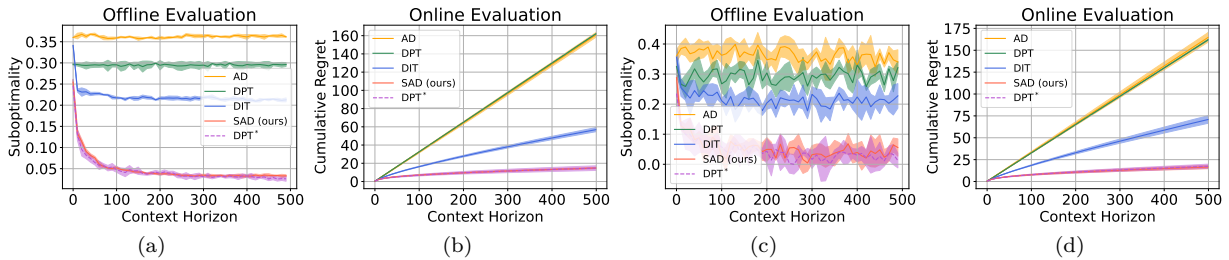 Offline Evaluation
Suboptimality
0.35
0.30
0.25
0.20
0.15
0.10
0.05
AD
DPT
DIT
SAD (ours)
DPT*
0 100 200 300 400 500
Context Horizon
(a)
Online Evaluation
Cumulative Regret
160
140
120
100
80
60
40
20
0
AD
DPT
DIT
SAD (ours)
DPT*
0 100 200 300 400 500
Context Horizon
(b)
Offline Evaluation
Suboptimality
0.4
0.3
0.2
0.1
0.0
AD
DPT
DIT
SAD (ours)
DPT*
0 100 200 300 400 500
Context Horizon
(c)
Online Evaluation
Cumulative Regret
175
150
125
100
75
50
25
0
AD
DPT
DIT
SAD (ours)
DPT*
0 100 200 300 400 500
Context Horizon
(d)